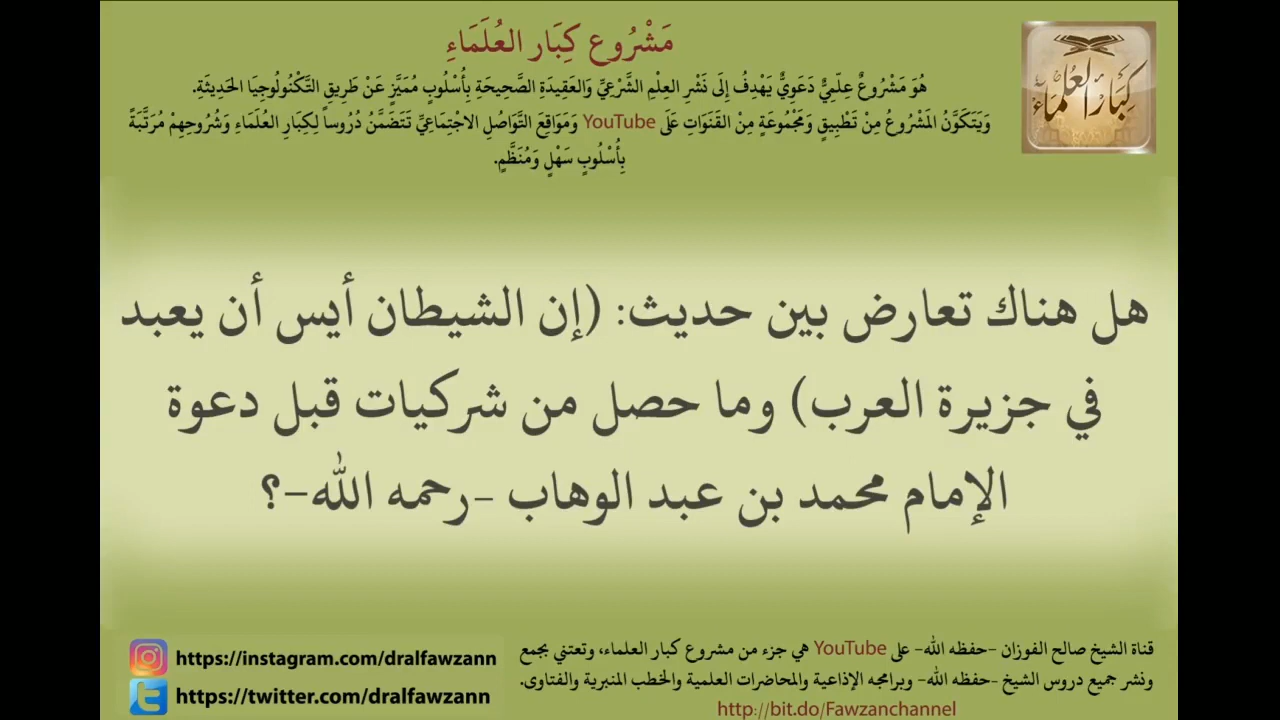 مَشْرُوع كِبَار العُلَمَاءِ
هُوَ مَشْرُوعٌ عِلْمِيٌّ دَعَوِيٌّ يَهْدِفُ إِلَى نَشْرِ العِلْمِ الشَّرْعِيِّ وَالعَقِيدَةِ الصَّحِيحَةِ بِأُسْلُوبٍ مُمَيَّزٍ عَنْ طَرِيقِ التِّكْنُولُوجِيَا الحَدِيثَةِ.
وَيَتَكَوَّنُ المَشْرُوعُ مِنْ تَطْبِيقٍ وَمَجْمُوعَةٍ مِنْ القَنَوَاتِ عَلَى YouTube وَمَوَاقِعَ التَّوَاصُلِ الاجْتِمَاعِيِّ تَتَضَمَّنُ دُرُوساً لِكِبَارِ العُلَمَاءِ وَشُرُوحِهِمْ مُرَتَّبَةً
بِأُسْلُوبٍ سَهْلٍ وَمُنَظَّمٍ.
كِبَارُ العُلَمَاءِ
هل هناك تعارض بين حديث: (إن الشيطان أيس أن يعبد
في جزيرة العرب) وما حصل من شركيات قبل دعوة
الإمام محمد بن عبد الوهاب -رحمه الله-؟
قناة الشيخ صالح الفوزان -حفظه الله- على YouTube هي جزء من مشروع كبار العلماء، وتعتني بجمع
ونشر جميع دروس الشيخ -حفظه الله- وبرامجه الإذاعية والمحاضرات العلمية والخطب المنبرية والفتاوى.
http://bit.do/Fawzanchannel
https://instagram.com/dralfawzann
https://twitter.com/dralfawzann